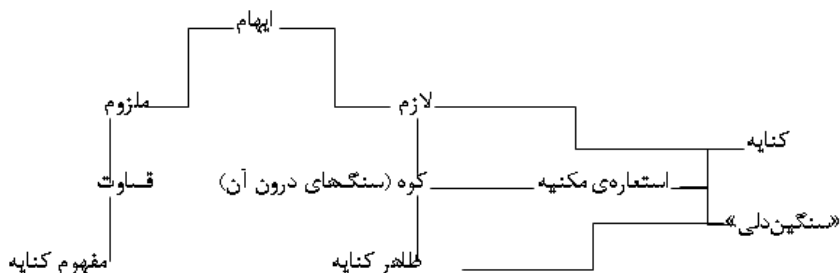 ایهام
لازم
ملزوم
کنایه
استعاره‌ی مکنیه
کوه (سنگ‌های درون آن)
قساوت
«سنگین‌دلی»
ظاهر کنایه
مفهوم کنایه